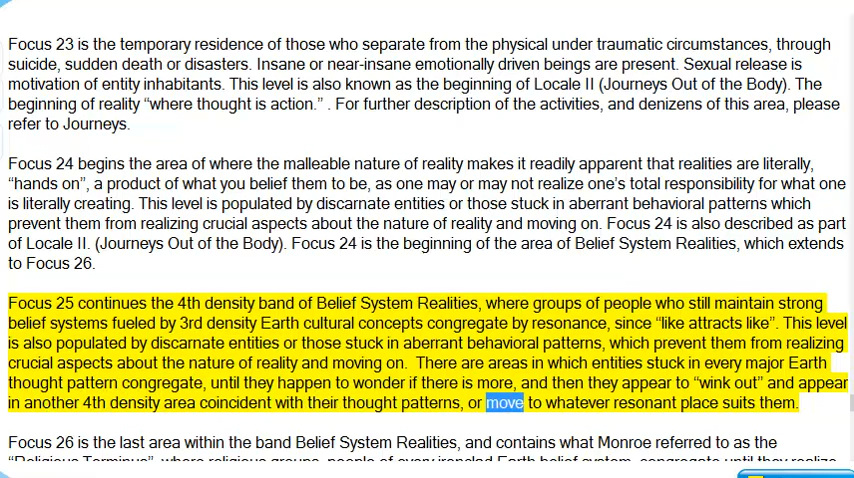 Focus 23 is the temporary residence of those who separate from the physical under traumatic circumstances, through
suicide, sudden death or disasters. Insane or near-insane emotionally driven beings are present. Sexual release is
motivation of entity inhabitants. This level is also known as the beginning of Locale II (Journeys Out of the Body). The
beginning of reality “where thought is action.” . For further description of the activities, and denizens of this area, please
refer to Journeys.
Focus 24 begins the area of where the malleable nature of reality makes it readily apparent that realities are literally,
“hands on”, a product of what you belief them to be, as one may or may not realize one’s total responsibility for what one
is literally creating. This level is populated by discarnate entities or those stuck in aberrant behavioral patterns which
prevent them from realizing crucial aspects about the nature of reality and moving on. Focus 24 is also described as part
of Locale II. (Journeys Out of the Body). Focus 24 is the beginning of the area of Belief System Realities, which extends
to Focus 26.
Focus 25 continues the 4th density band of Belief System Realities, where groups of people who still maintain strong
belief systems fueled by 3rd density Earth cultural concepts congregate by resonance, since “like attracts like”. This level
is also populated by discarnate entities or those stuck in aberrant behavioral patterns, which prevent them from realizing
crucial aspects about the nature of reality and moving on.  There are areas in which entities stuck in every major Earth
thought pattern congregate, until they happen to wonder if there is more, and then they appear to “wink out” and appear
in another 4th density area coincident with their thought patterns, or move to whatever resonant place suits them.
Focus 26 is the last area within the band Belief System Realities, and contains what Monroe referred to as the
“Religious Terminus”, where religious groups, people of every ironclad Earth belief system, congregate until they realize